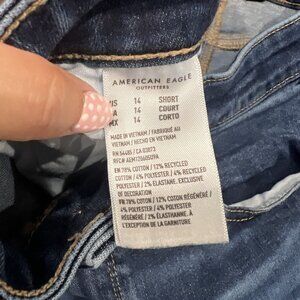 AMERICAN EAGLE
OUTFITTERS
US 14 SHORT
CA 14 COURT
MX 14 CORTO
MADE IN VIETNAM / FABRIQUÉ AU
VIETNAM / HECHO EN VIETNAM
RN 54485 / CA 03873
EN 78% COTTON / 12% RECYCLED
COTTON / 4% POLYESTER / 4% RECYCLED
POLYESTER / 2% ELASTANE. EXCLUSIVE
OF DECORATION
FR 78% COTON / 12% COTON RÉGÉNÉRÉ /
4% POLYESTER / 4% POLYESTER
RÉGÉNÉRÉ / 2% ÉLASTHANNE. À
L'EXCEPTION DE LA GARNITURE